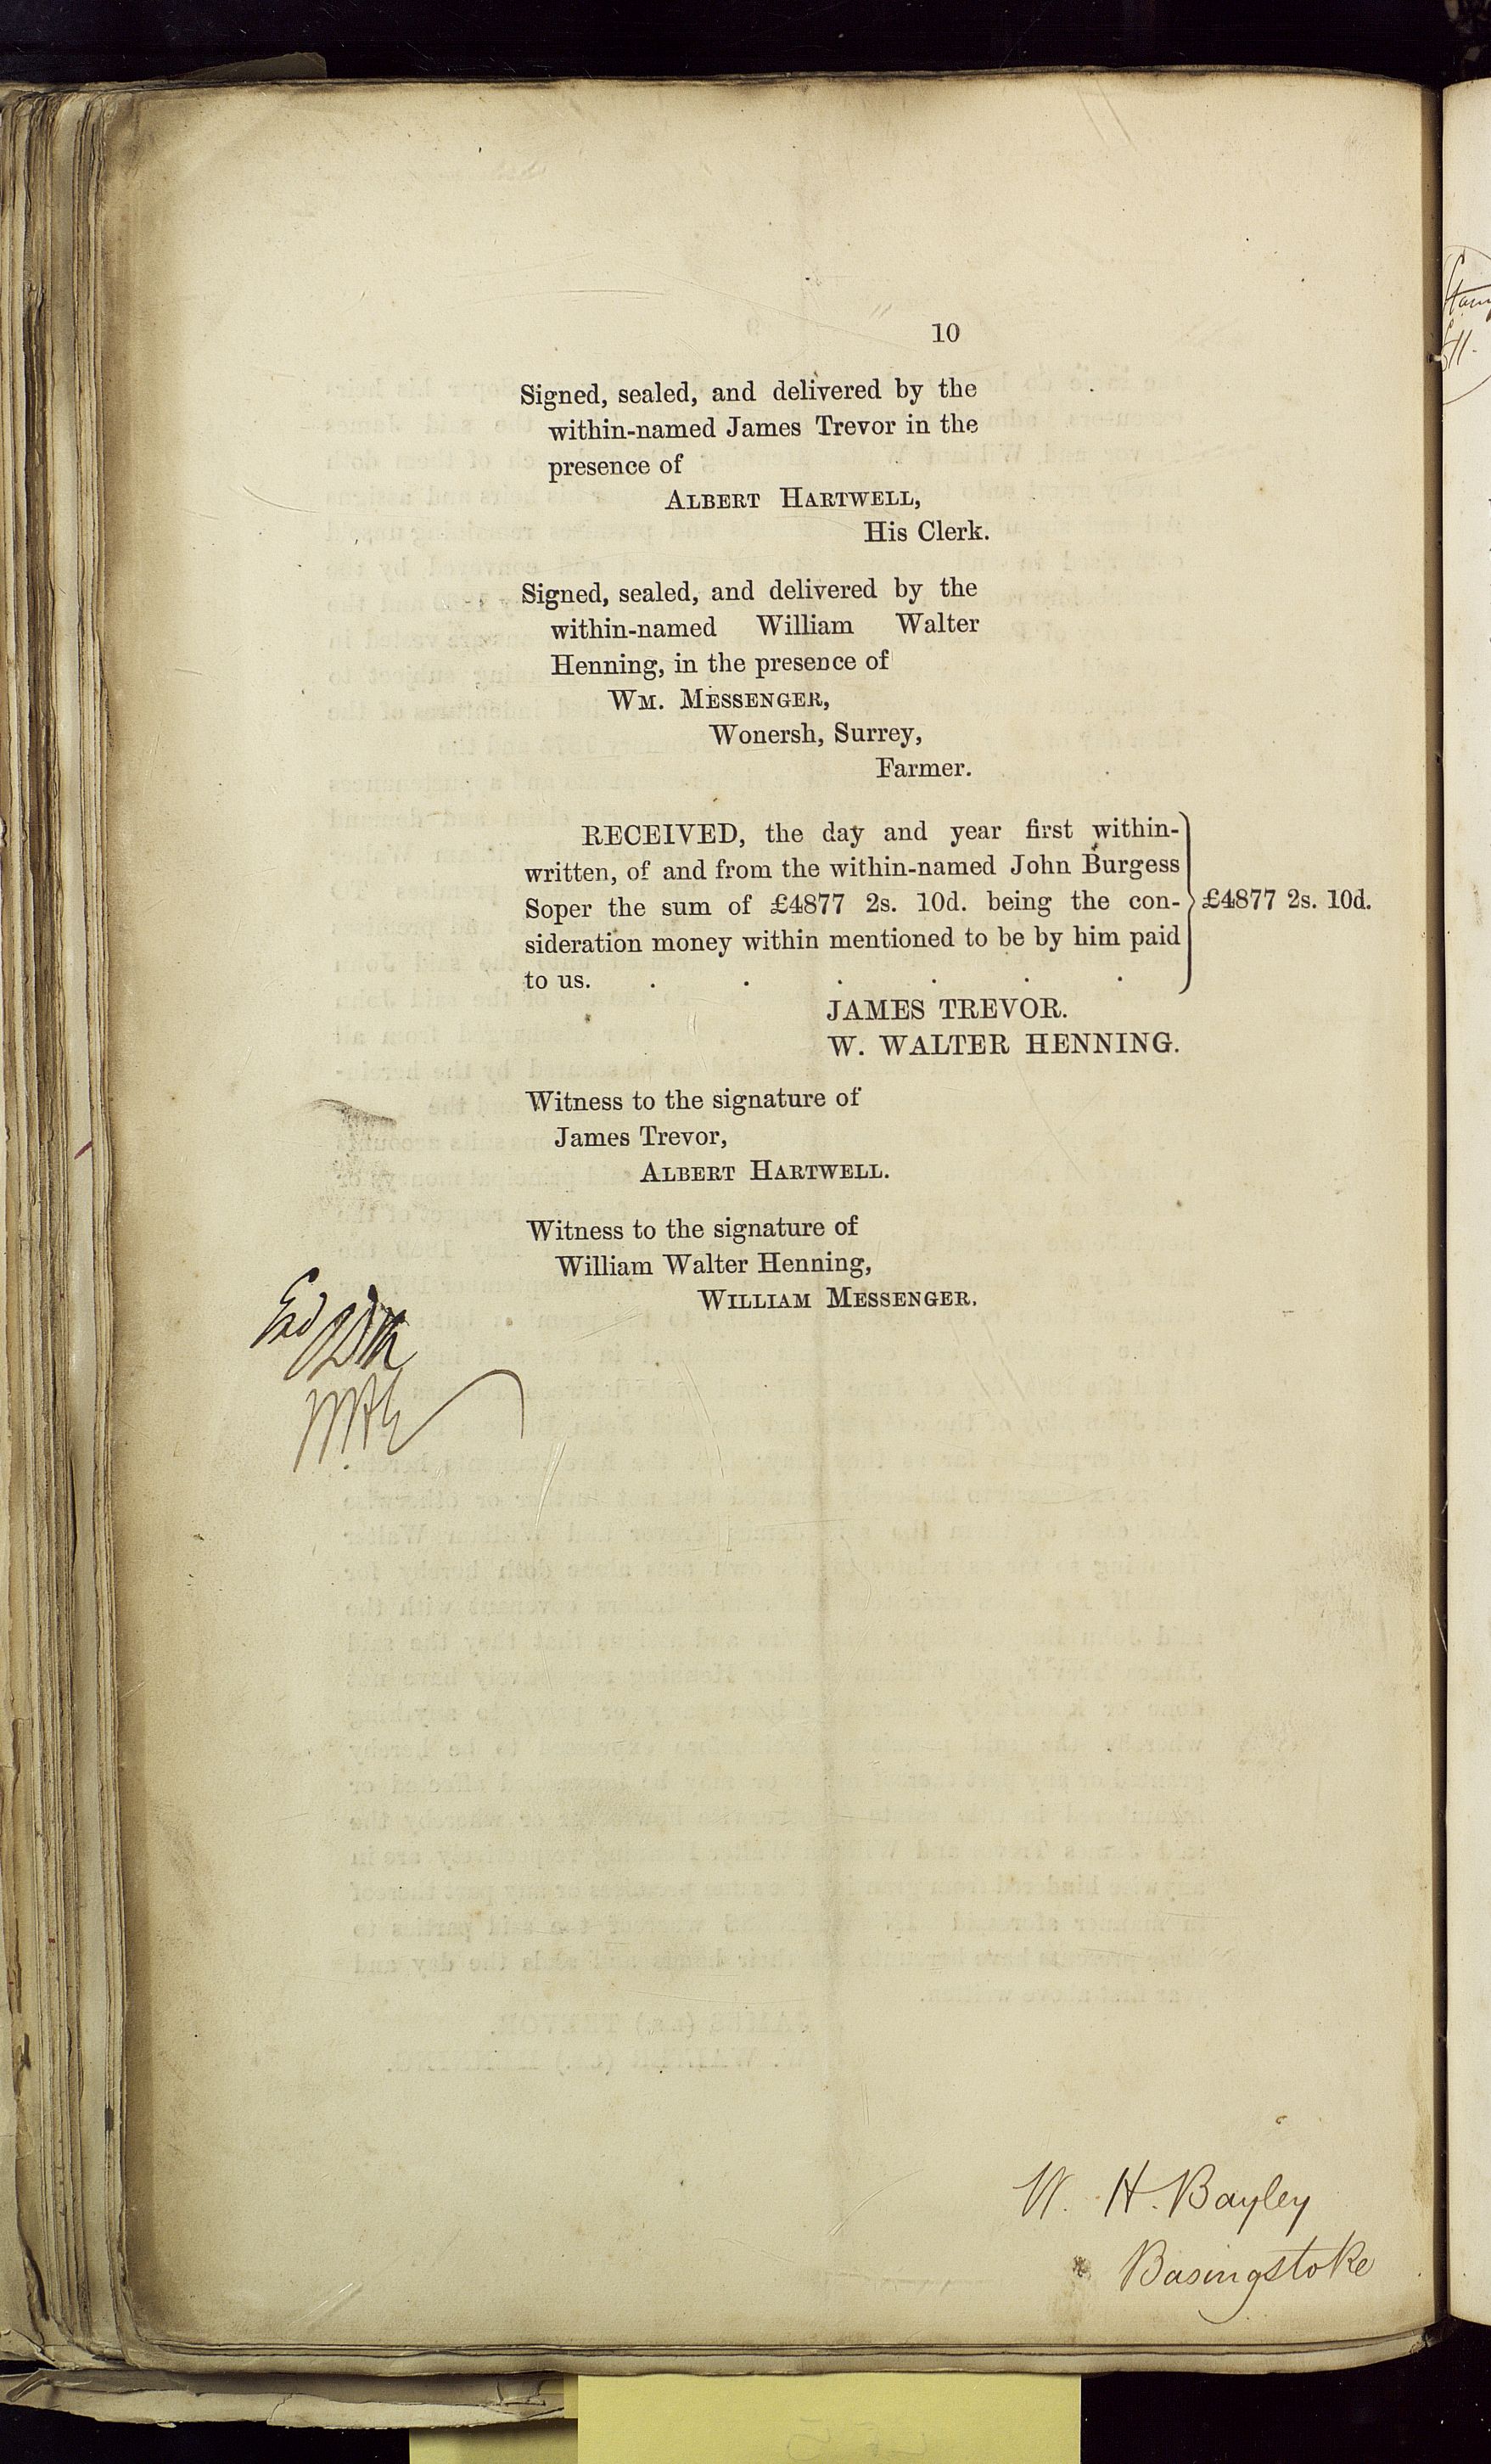 10
Signed, sealed, and delivered by the
within-named James Trevor in the
presence of
ALBERT HARTWELL,
His Clerk.
Signed, sealed, and delivered by the
within-named William Walter
Henning, in the presence of
WM. MESSENGER,
Wonersh, Surrey,
Farmer.
RECEIVED, the day and year first within-
written, of and from the within-named John Burgess
Soper the sum of £4877 2s. 10d. being the con-
sideration money within mentioned to be by him paid
to us. . . . . . .
£4877 2s. 10d.
JAMES TREVOR.
W. WALTER HENNING.
Witness to the signature of
James Trevor,
ALBERT HARTWELL.
Witness to the signature of
William Walter Henning,
WILLIAM MESSENGER.
W. H. Bayley
Basingstoke